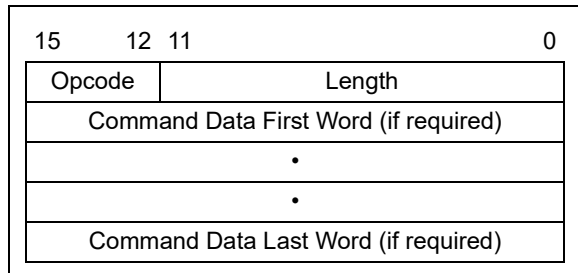 15 12 11 0
Opcode Length
Command Data First Word (if required)
•
•
Command Data Last Word (if required)